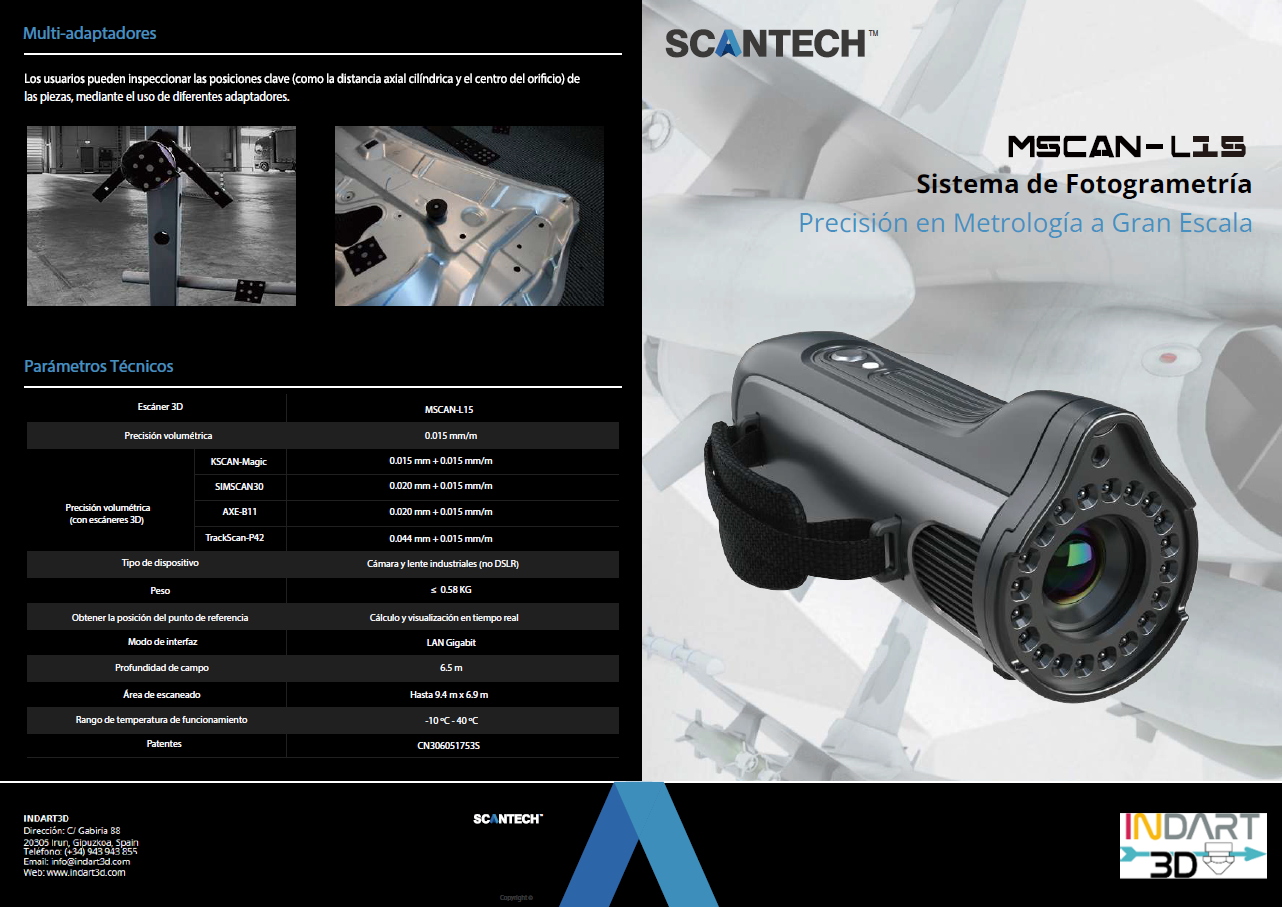 Multi-adaptadores
Los usuarios pueden inspeccionar las posiciones clave (como la distancia axial cilíndrica y el centro del orificio) de
las piezas, mediante el uso de diferentes adaptadores.
Parámetros Técnicos
Escáner 3D MSCAN-L15
Precisión volumétrica 0.015 mm/m
Precisión volumétrica
(con escáneres 3D)
KSCAN-Magic 0.015 mm + 0.015 mm/m
SIMSCAN30 0.020 mm + 0.015 mm/m
AXE-B11 0.020 mm + 0.015 mm/m
TrackScan-P42 0.044 mm + 0.015 mm/m
Tipo de dispositivo Cámara y lente industriales (no DSLR)
Peso ≤ 0.58 KG
Obtener la posición del punto de referencia Cálculo y visualización en tiempo real
Modo de interfaz LAN Gigabit
Profundidad de campo 6.5 m
Área de escaneado Hasta 9.4 m x 6.9 m
Rango de temperatura de funcionamiento -10 ºC - 40 ºC
Patentes CN306051753S
INDART3D
Dirección: C/ Gabiria 88
20305 Irun, Gipuzkoa, Spain
Teléfono: (+34) 943 943 855
Email: info@indart3d.com
Web: www.indart3d.com
SCANTECH™
Copyright ©
SCANTECH™
MSCAN-L15
Sistema de Fotogrametría
Precisión en Metrología a Gran Escala
INDART
3D